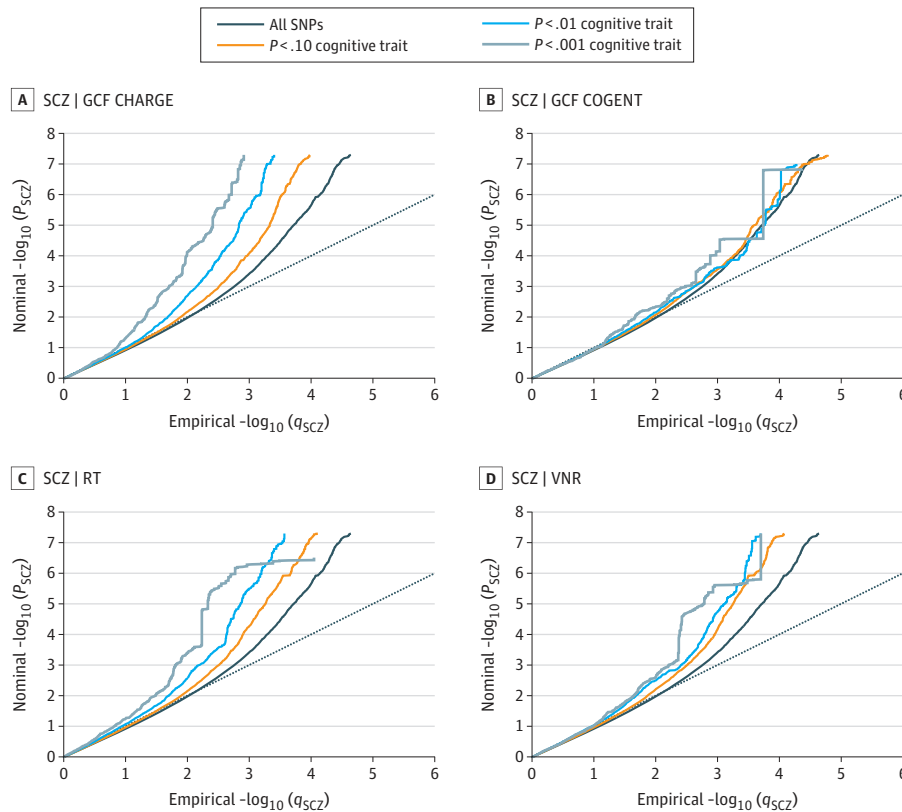 All SNPs
P<.10 cognitive trait
P<.01 cognitive trait
P<.001 cognitive trait
A SCZ | GCF CHARGE
8
7
6
5
4
3
2
1
0
Nominal -log10 (PSCZ)
0 1 2 3 4 5 6
Empirical -log10 (qSCZ)
B SCZ | GCF COGENT
8
7
6
5
4
3
2
1
0
Nominal -log10 (PSCZ)
0 1 2 3 4 5 6
Empirical -log10 (qSCZ)
C SCZ | RT
8
7
6
5
4
3
2
1
0
Nominal -log10 (PSCZ)
0 1 2 3 4 5 6
Empirical -log10 (qSCZ)
D SCZ | VNR
8
7
6
5
4
3
2
1
0
Nominal -log10 (PSCZ)
0 1 2 3 4 5 6
Empirical -log10 (qSCZ)